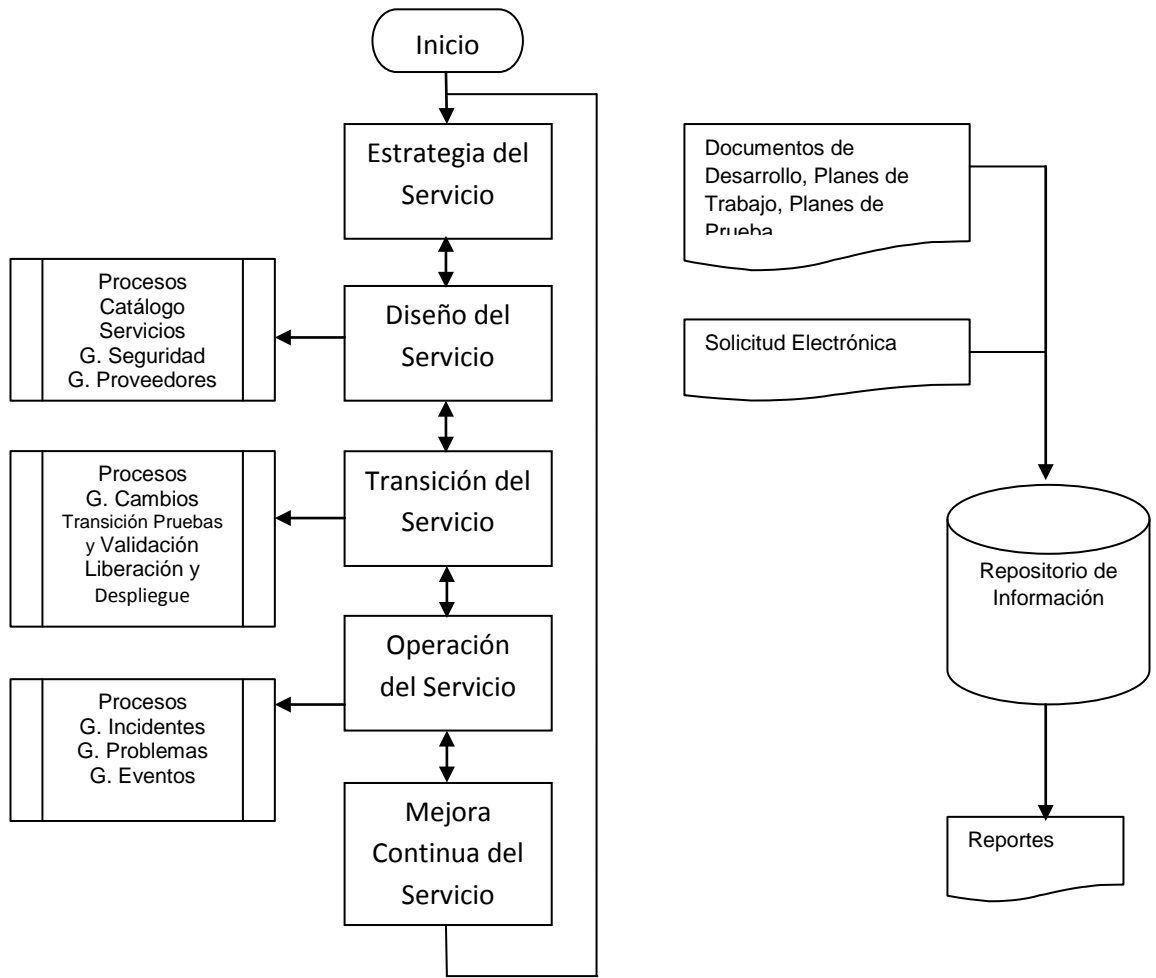 Inicio
Estrategia del
Servicio
Documentos de
Desarrollo, Planes de
Trabajo, Planes de
Prueba
Procesos
Catálogo
Servicios
G. Seguridad
G. Proveedores
Diseño del
Servicio
Solicitud Electrónica
Procesos
G. Cambios
Transición Pruebas
y Validación
Liberación y
Despliegue
Transición del
Servicio
Repositorio de
Información
Operación
del Servicio
Procesos
G. Incidentes
G. Problemas
G. Eventos
Mejora
Continua del
Servicio
Reportes